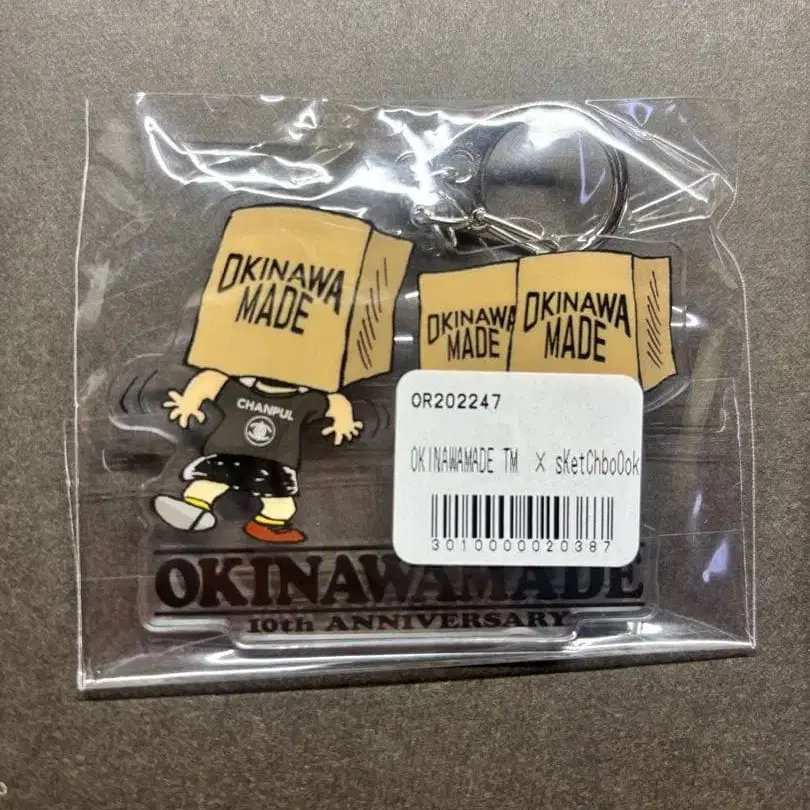 OKINAWA
MADE
OKINAWA
MADE
OKINAWA
MADE
CHANPUL
OR202247
OKINAWAMADE TM × sKetChboOok
3010000020387
OKINAWAMADE
10th ANNIVERSARY